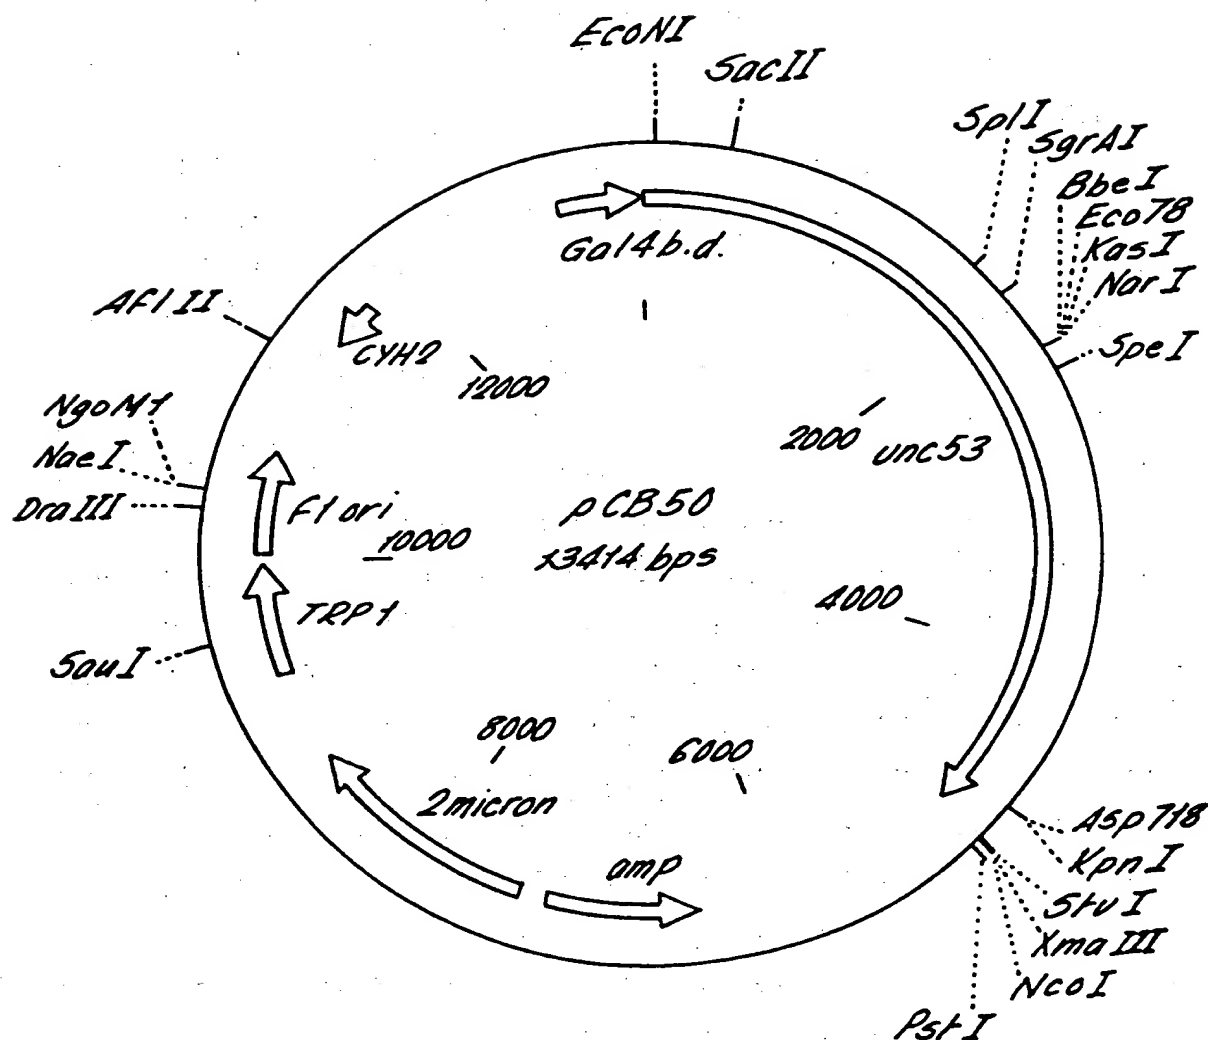 EcoNI
SacII
SplI
SgrAI
BbeI
Eco78
KasI
NarI
SpeI
Gal4b.d.
AflII
CYH2
12000
NgoM1
NaeI
DraIII
2000
unc53
F1 ori
10000
pCB50
13414 bps
4000
TRP1
SauI
8000
6000
2micron
amp
Asp718
KpnI
StuI
XmaIII
NcoI
PstI